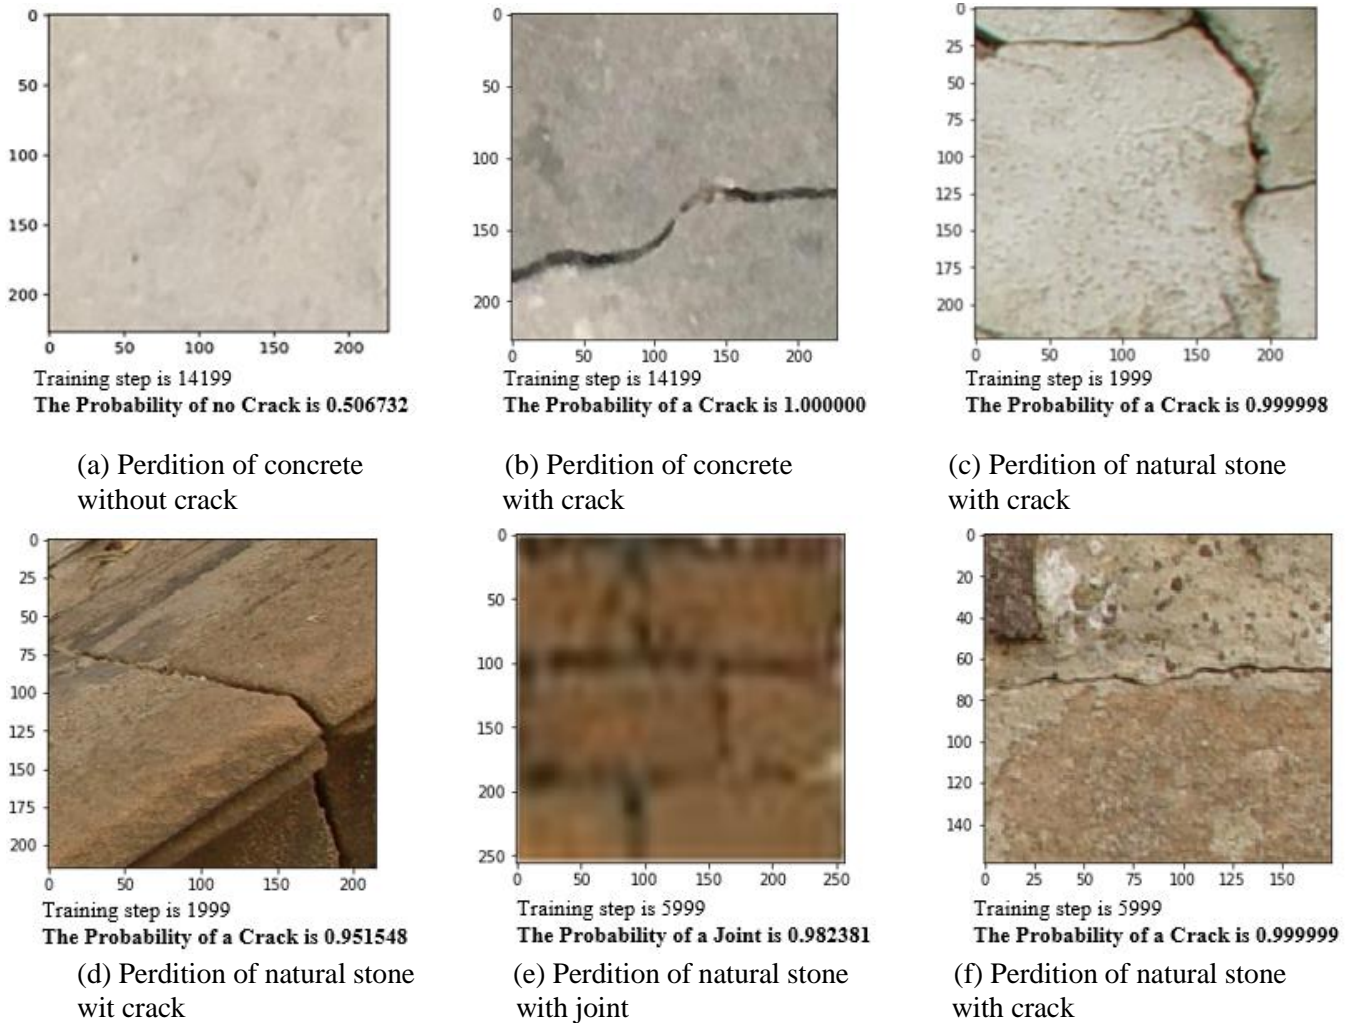 0
50
100
150
200
0 50 100 150 200
Training step is 14199
The Probability of no Crack is 0.506732
(a) Perdition of concrete
without crack
0
50
100
150
200
0 50 100 150 200
Training step is 14199
The Probability of a Crack is 1.000000
(b) Perdition of concrete
with crack
0
25
50
75
100
125
150
175
200
0 50 100 150 200
Training step is 1999
The Probability of a Crack is 0.999998
(c) Perdition of natural stone
with crack
0
25
50
75
100
125
150
175
200
0 50 100 150 200
Training step is 1999
The Probability of a Crack is 0.951548
(d) Perdition of natural stone
wit crack
0
50
100
150
200
250
0 50 100 150 200 250
Training step is 5999
The Probability of a Joint is 0.982381
(e) Perdition of natural stone
with joint
0
20
40
60
80
100
120
140
0 25 50 75 100 125 150
Training step is 5999
The Probability of a Crack is 0.999999
(f) Perdition of natural stone
with crack